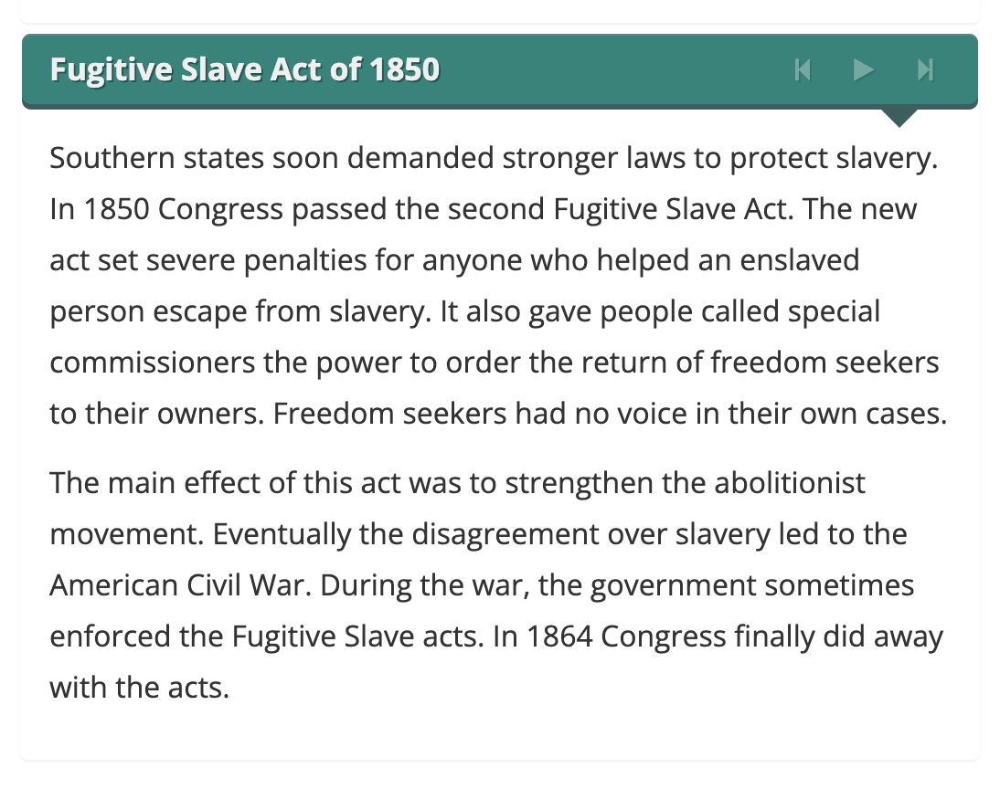 Fugitive Slave Act of 1850
Southern states soon demanded stronger laws to protect slavery.
In 1850 Congress passed the second Fugitive Slave Act. The new
act set severe penalties for anyone who helped an enslaved
person escape from slavery. It also gave people called special
commissioners the power to order the return of freedom seekers
to their owners. Freedom seekers had no voice in their own cases.
The main effect of this act was to strengthen the abolitionist
movement. Eventually the disagreement over slavery led to the
American Civil War. During the war, the government sometimes
enforced the Fugitive Slave acts. In 1864 Congress finally did away
with the acts.